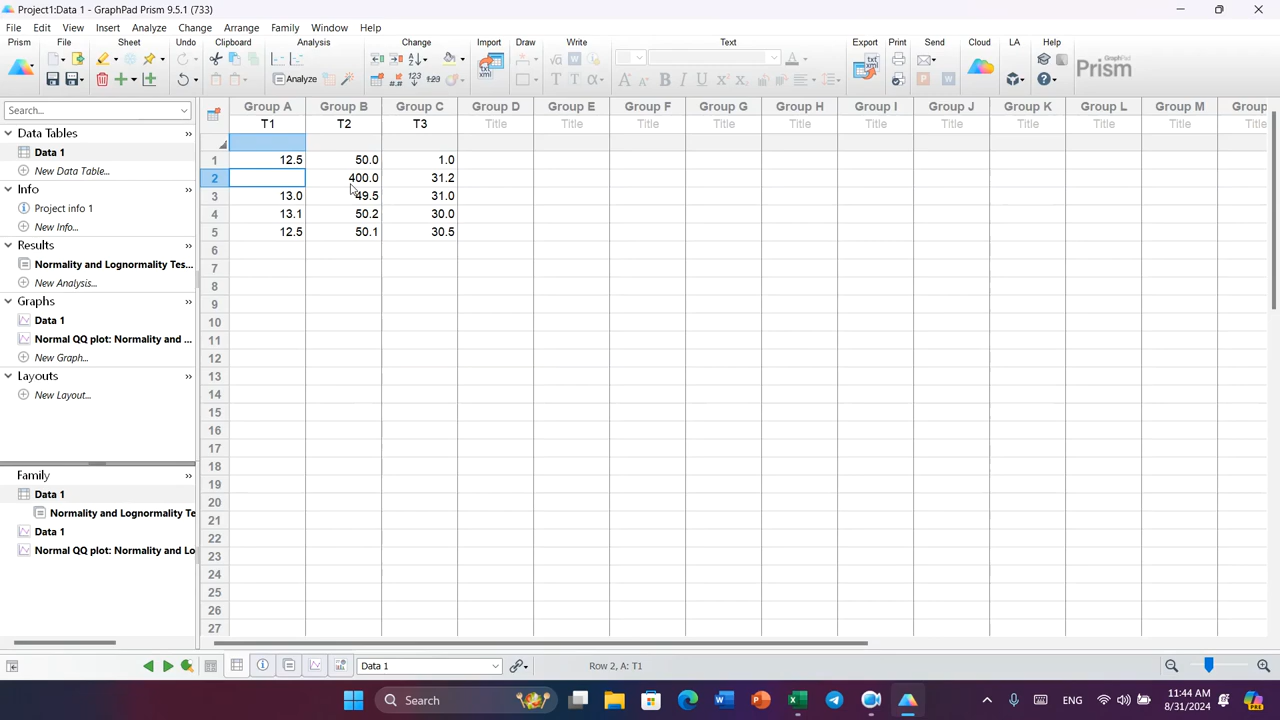 Project1:Data 1 - GraphPad Prism 9.5.1 (733)
File Edit View Insert Analyze Change Arrange Family Window Help
Prism File Sheet Undo Clipboard Analysis Change Import Draw Write Text Export Print Send Cloud LA Help
Analyze
Prism
Search...
Data Tables
Data 1
New Data Table...
Info
Project info 1
New Info...
Results
Normality and Lognormality Tes...
New Analysis...
Graphs
Data 1
Normal QQ plot: Normality and ...
New Graph...
Layouts
New Layout...
Family
Data 1
Normality and Lognormality Te
Data 1
Normal QQ plot: Normality and Lo
Group A Group B Group C Group D Group E Group F Group G Group H Group I Group J Group K Group L Group M Group
T1 T2 T3 Title Title Title Title Title Title Title Title Title Title Title
1 12.5 50.0 1.0
2 400.0 31.2
3 13.0 49.5 31.0
4 13.1 50.2 30.0
5 12.5 50.1 30.5
6
7
8
9
10
11
12
13
14
15
16
17
18
19
20
21
22
23
24
25
26
27
Data 1
Row 2, A: T1
Search
ENG
11:44 AM
8/31/2024